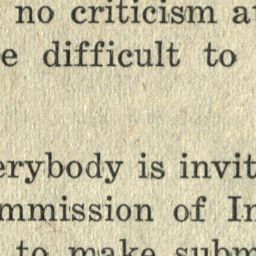 no criticism at
e difficult to
erybody is invit
mmission of In
to make subm